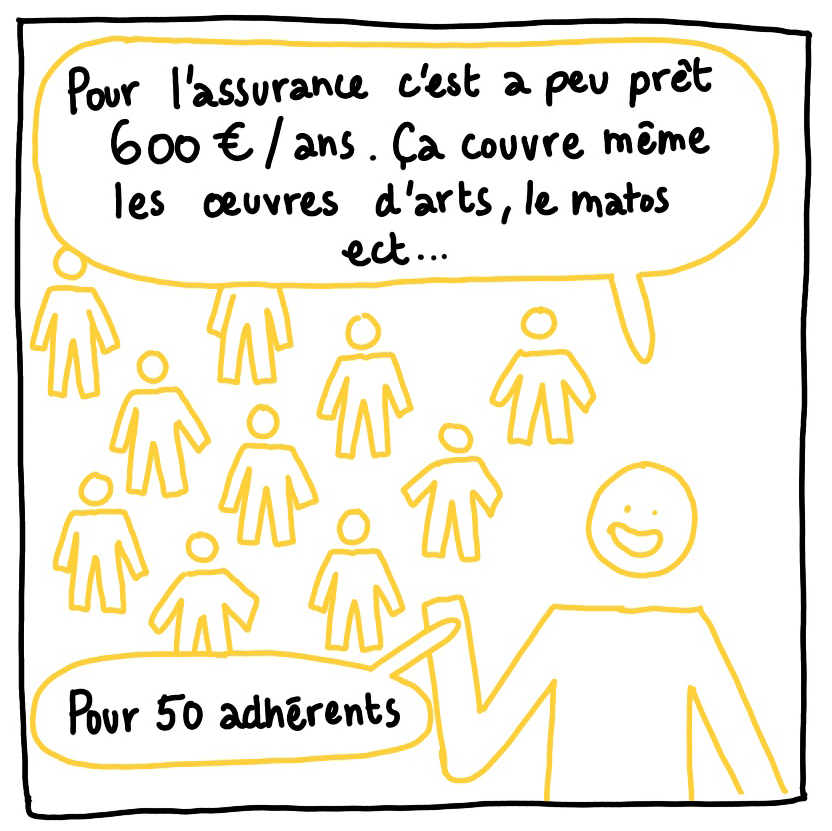 Pour l'assurance c'est a peu prêt
600 €/ans. Ça couvre même
les œuvres d'arts, le matos
ect...
Pour 50 adhérents